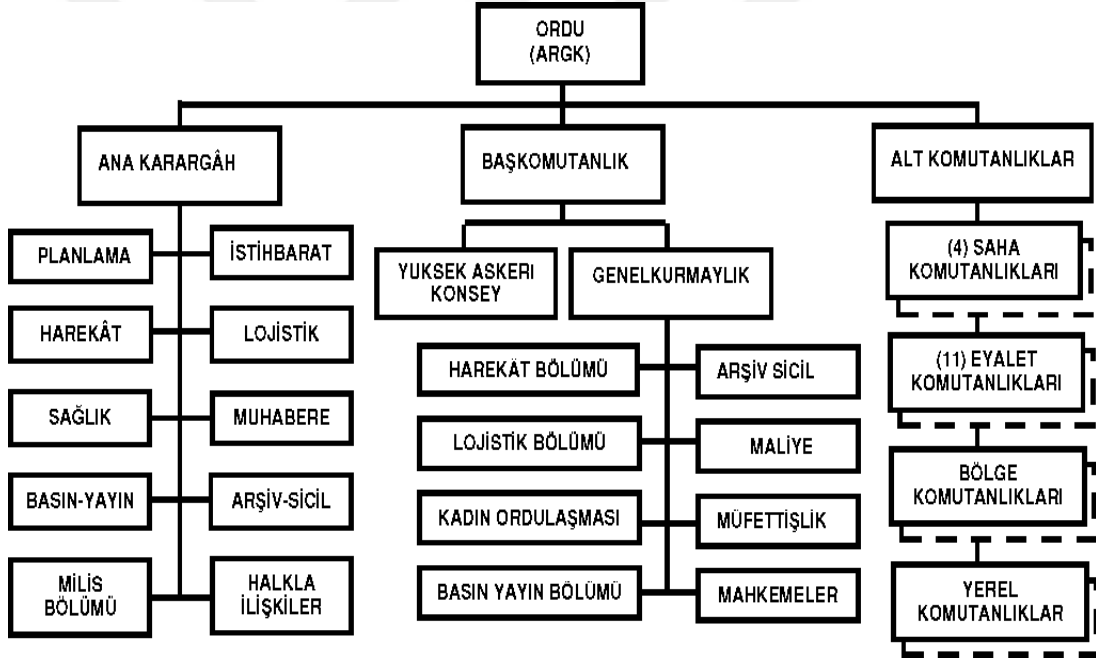 ORDU
(ARGK)
ANA KARARGÂH
BAŞKOMUTANLIK
ALT KOMUTANLIKLAR
PLANLAMA
İSTİHBARAT
HAREKÂT
LOJİSTİK
SAĞLIK
MUHABERE
BASIN-YAYIN
ARŞİV-SİCİL
MİLİS
BÖLÜMÜ
HALKLA
İLİŞKİLER
YUKSEK ASKERI
KONSEY
GENELKURMAYLIK
HAREKÂT BÖLÜMÜ
ARŞİV SİCİL
LOJİSTİK BÖLÜMÜ
MALİYE
KADIN ORDULAŞMASI
MÜFETTİŞLİK
BASIN YAYIN BÖLÜMÜ
MAHKEMELER
(4) SAHA
KOMUTANLIKLARI
(11) EYALET
KOMUTANLIKLARI
BÖLGE
KOMUTANLIKLARI
YEREL
KOMUTANLIKLAR